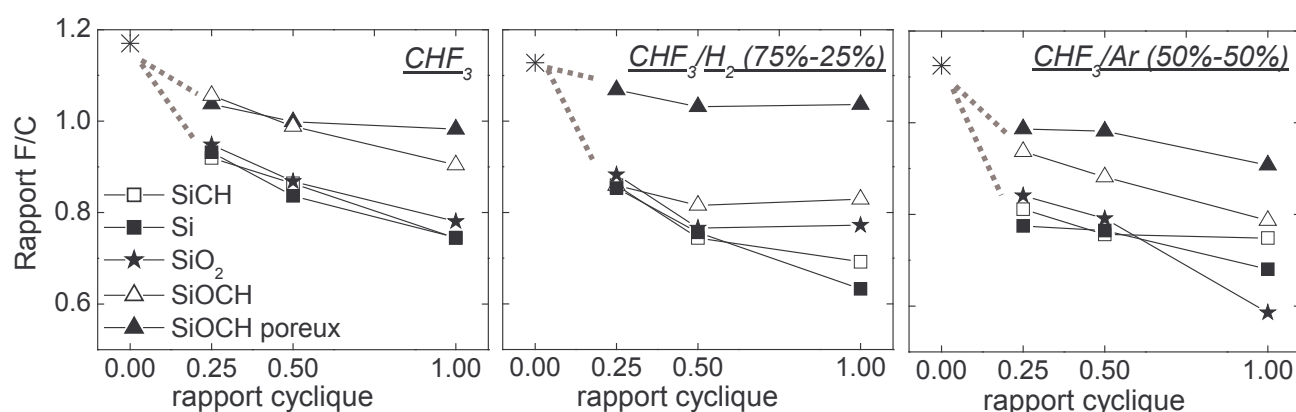 CHF₃
CHF₃/H₂ (75%-25%)
CHF₃/Ar (50%-50%)
Rapport F/C
1.2
1.0
0.8
0.6
SiCH
Si
SiO₂
SiOCH
SiOCH poreux
0.00 0.25 0.50 1.00
rapport cyclique
0.00 0.25 0.50 1.00
rapport cyclique
0.00 0.25 0.50 1.00
rapport cyclique